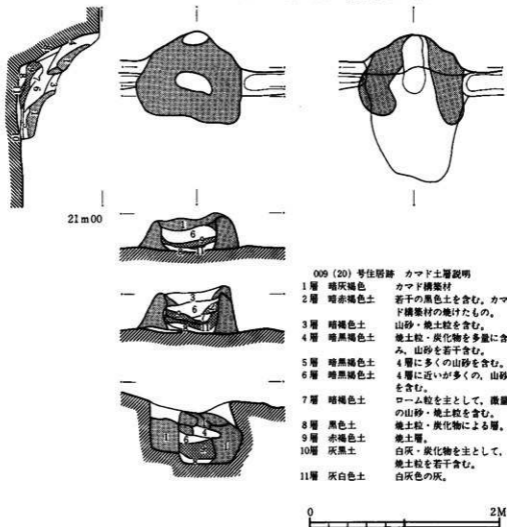 21m00
009 (20) 号住居跡 カマド土層説明
1層 暗灰褐色 カマド構築材
2層 暗赤褐色土 若干の黒色土を含む。カマ
ド構築材の焼けたもの。
3層 暗褐色土 山砂・焼土粒を含む。
4層 暗黒褐色土 焼土粒・炭化物を多量に含
み、山砂を若干含む。
5層 暗黒褐色土 4層に多くの山砂を含む。
6層 暗黒褐色土 4層に近いが多くの、山砂
を含む。
7層 暗褐色土 ローム粒を主として、微量
の山砂・焼土粒を含む。
8層 黒色土 焼土粒・炭化物による層。
9層 赤褐色土 焼土層。
10層 灰黒土 白灰・炭化物を主として、
焼土粒を若干含む。
11層 灰白色土 白灰色の灰。
0 2M